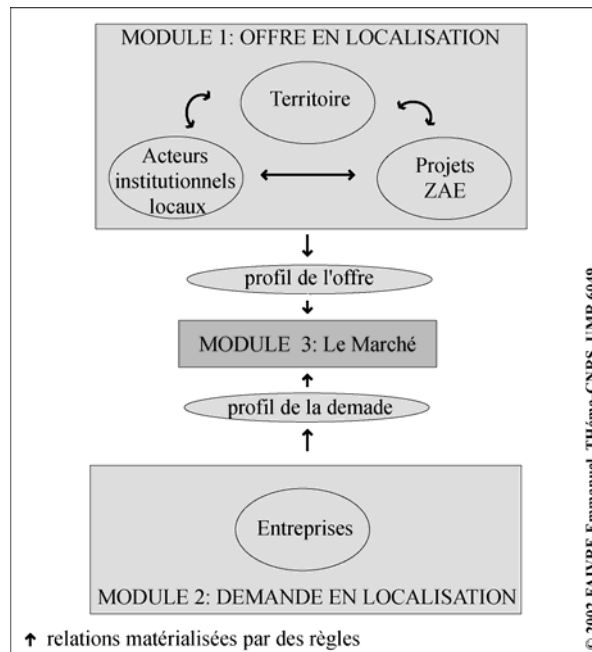 MODULE 1: OFFRE EN LOCALISATION
Territoire
Acteurs
institutionnels
locaux
Projets
ZAE
profil de l'offre
MODULE 3: Le Marché
profil de la demade
Entreprises
MODULE 2: DEMANDE EN LOCALISATION
relations matérialisées par des règles
© 2002 FAIVRE Emmanuel, THéma CNRS, UMR 6049